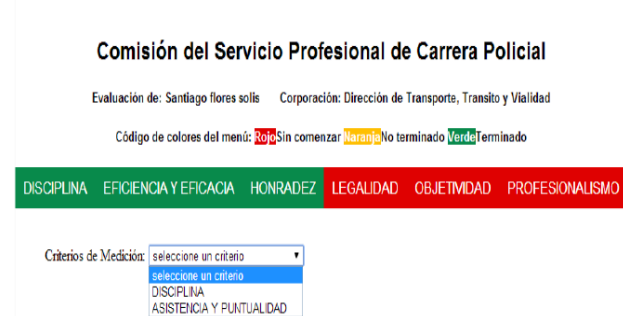 Comisión del Servicio Profesional de Carrera Policial
Evaluación de: Santiago flores solis Corporación: Dirección de Transporte, Transito y Vialidad
Código de colores del menú: Rojo Sin comenzar Naranja No terminado Verde Terminado
DISCIPLINA EFICIENCIA Y EFICACIA HONRADEZ LEGALIDAD OBJETIVIDAD PROFESIONALISMO
Criterios de Medición: seleccione un criterio
seleccione un criterio
DISCIPLINA
ASISTENCIA Y PUNTUALIDAD